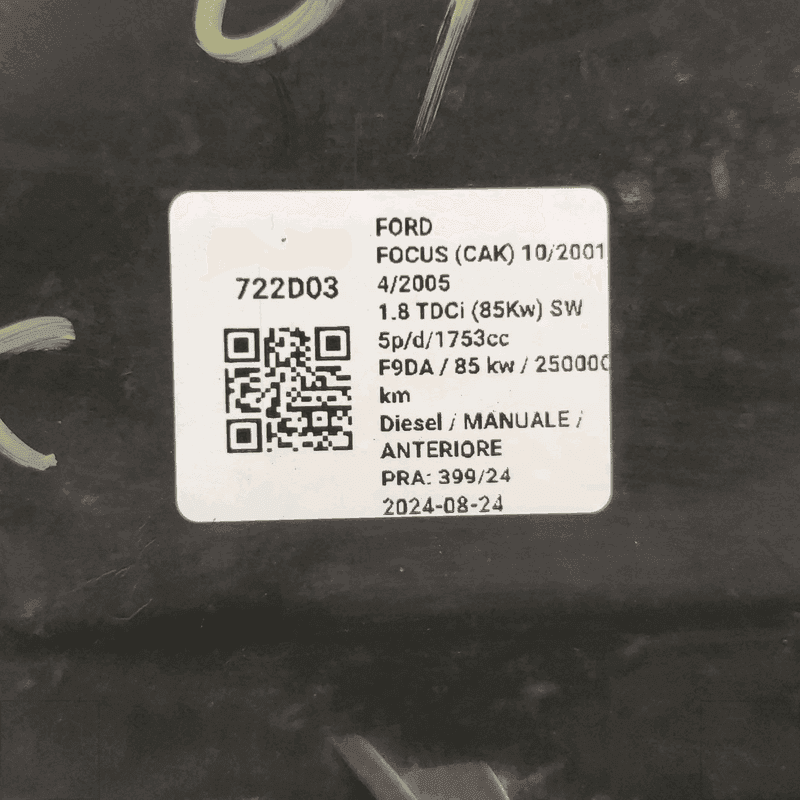 722D03
FORD
FOCUS (CAK) 10/2001
4/2005
1.8 TDCi (85Kw) SW
5p/d/1753cc
F9DA / 85 kw / 250000
km
Diesel / MANUALE /
ANTERIORE
PRA: 399/24
2024-08-24